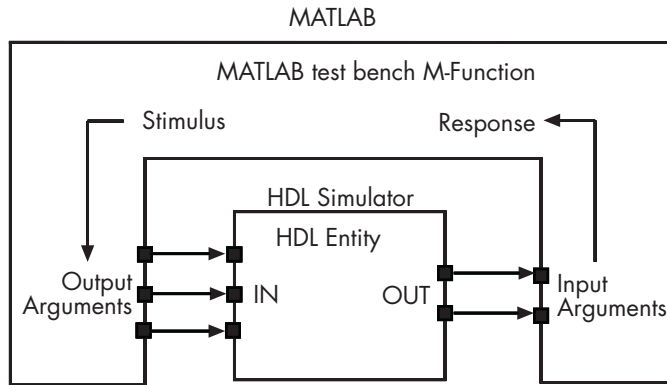 MATLAB
MATLAB test bench M-Function
Stimulus
Response
HDL Simulator
HDL Entity
Output
Arguments
IN
OUT
Input
Arguments